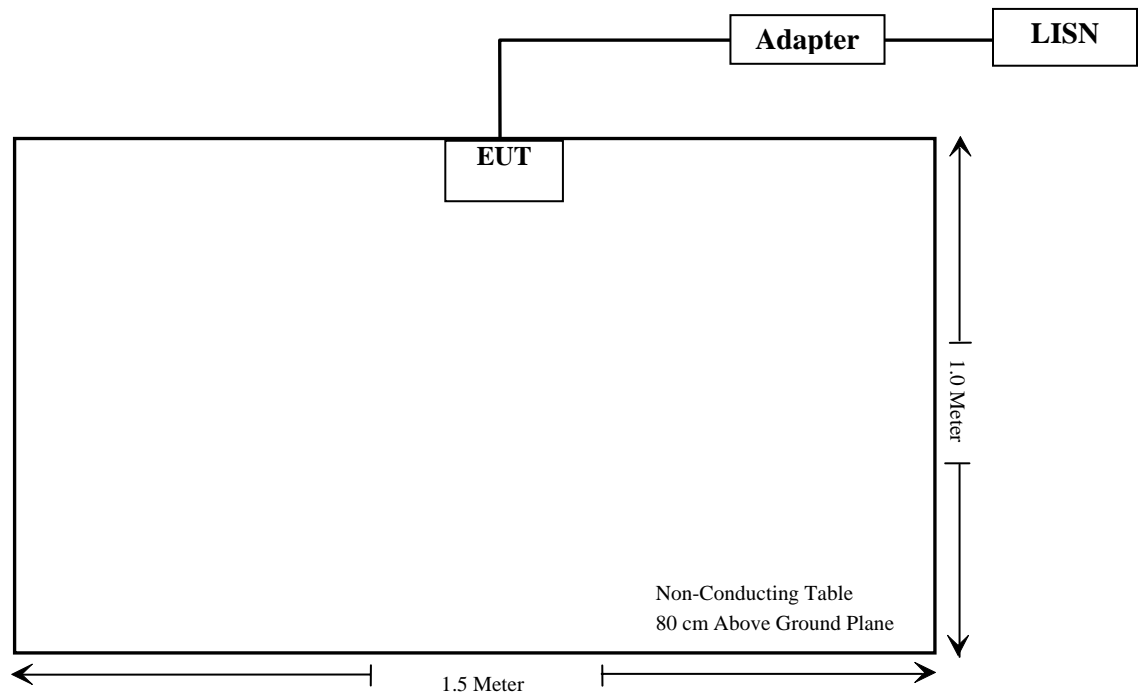 Adapter
LISN
EUT
1.0 Meter
Non-Conducting Table
80 cm Above Ground Plane
1.5 Meter